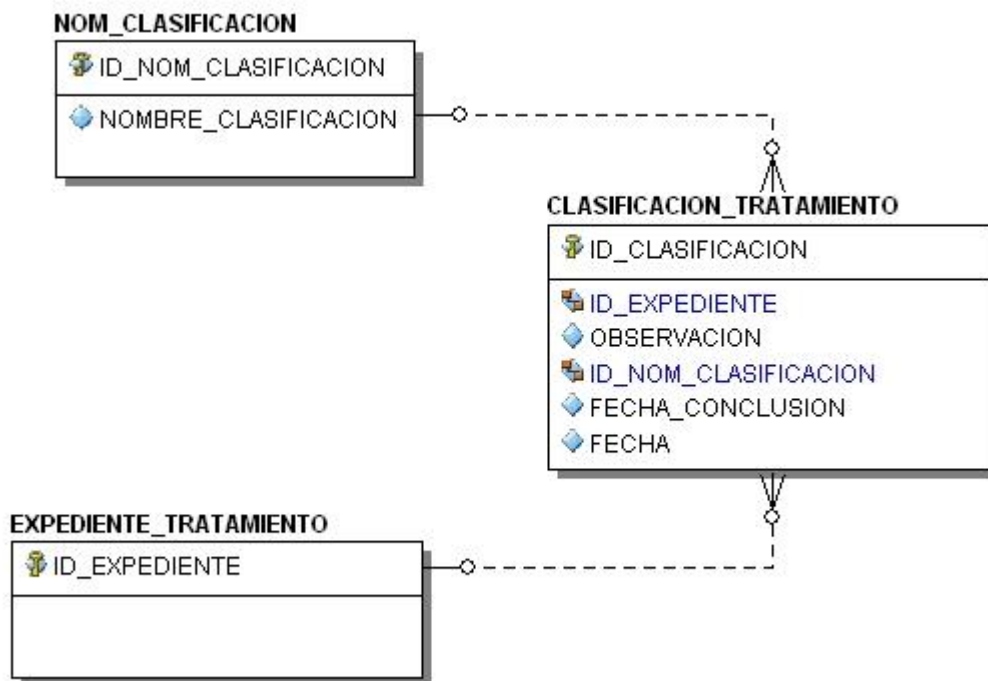 NOM_CLASIFICACION
ID_NOM_CLASIFICACION
NOMBRE_CLASIFICACION
CLASIFICACION_TRATAMIENTO
ID_CLASIFICACION
ID_EXPEDIENTE
OBSERVACION
ID_NOM_CLASIFICACION
FECHA_CONCLUSION
FECHA
EXPEDIENTE_TRATAMIENTO
ID_EXPEDIENTE